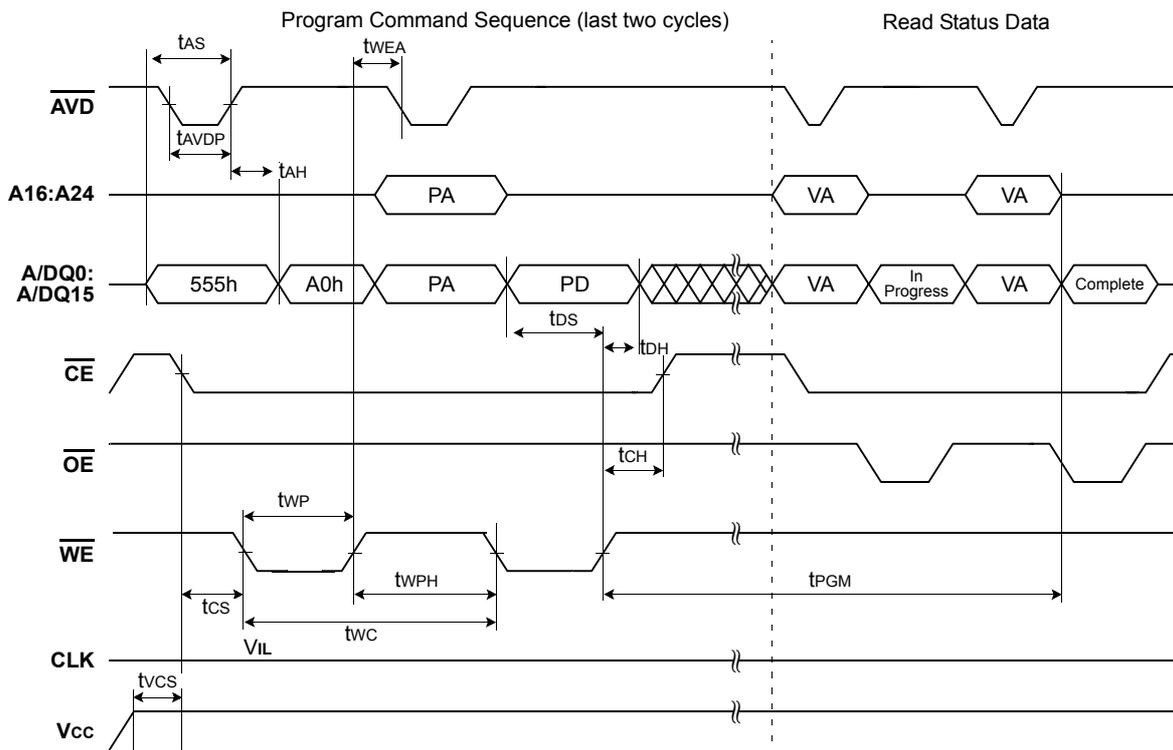 Program Command Sequence (last two cycles)
Read Status Data
tAS
tWEA
AVD
tAVDP
tAH
A16:A24
PA
VA
VA
A/DQ0:
A/DQ15
555h
A0h
PA
PD
VA
In
Progress
VA
Complete
tDS
tDH
CE
OE
tCH
tWP
WE
tWPH
tPGM
tCS
tWC
VIL
CLK
tVCS
VCC